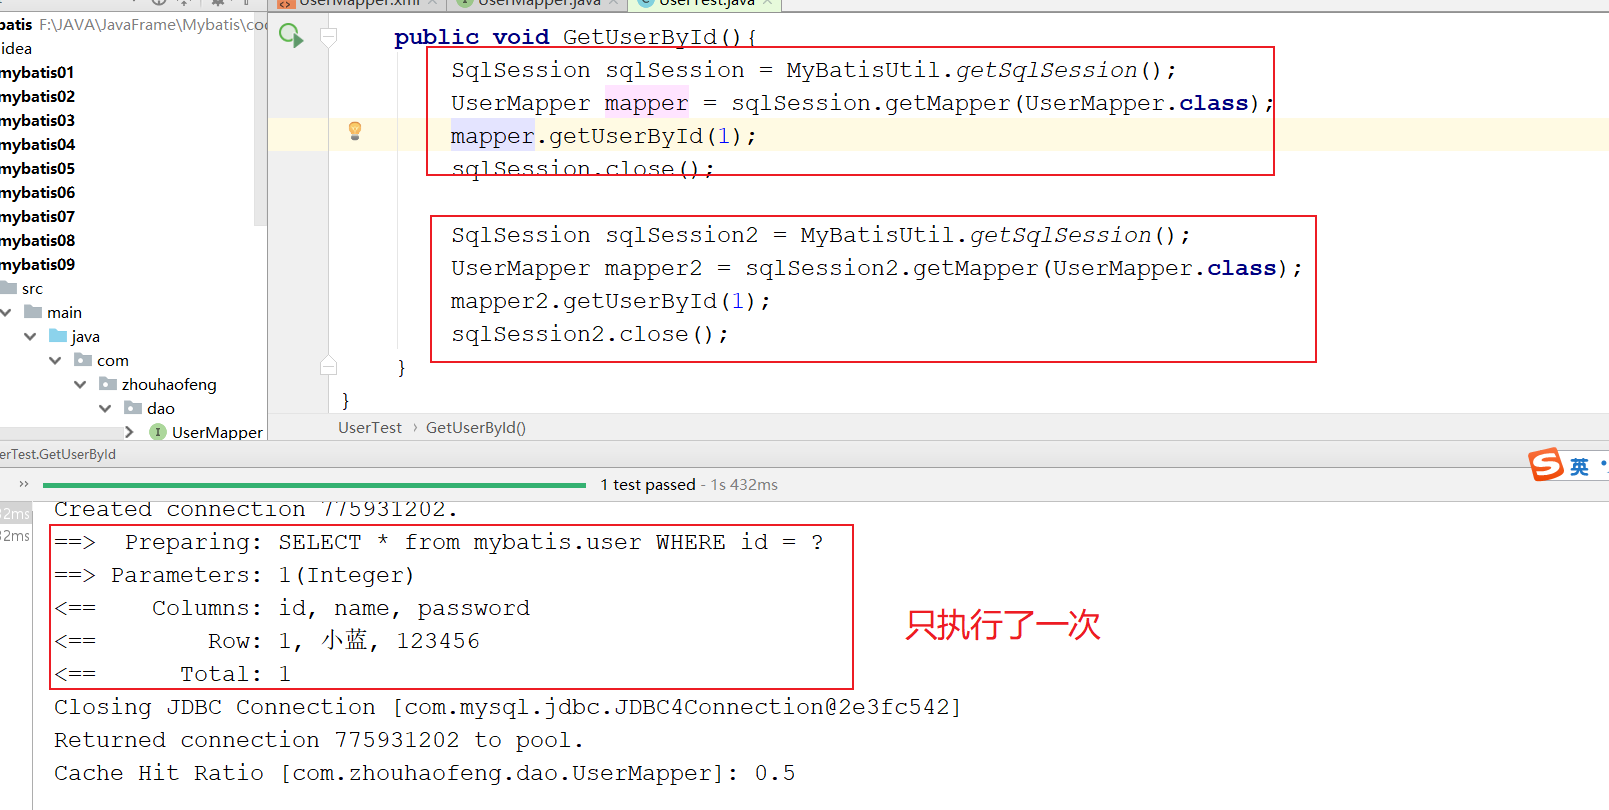 UserMapper.xml
UserMapper.java
UserTest.java
batis F:\JAVA\JavaFrame\Mybatis\co
idea
mybatis01
mybatis02
mybatis03
mybatis04
mybatis05
mybatis06
mybatis07
mybatis08
mybatis09
src
main
java
com
zhouhaofeng
dao
UserMapper
public void GetUserById(){
SqlSession sqlSession = MyBatisUtil.getSqlSession();
UserMapper mapper = sqlSession.getMapper(UserMapper.class);
mapper.getUserById(1);
sqlSession.close();
SqlSession sqlSession2 = MyBatisUtil.getSqlSession();
UserMapper mapper2 = sqlSession2.getMapper(UserMapper.class);
mapper2.getUserById(1);
sqlSession2.close();
}
}
UserTest › GetUserById()
erTest.GetUserById
英
» 1 test passed - 1s 432ms
32ms
32ms
Created connection 775931202.
==> Preparing: SELECT * from mybatis.user WHERE id = ?
==> Parameters: 1(Integer)
<== Columns: id, name, password
<== Row: 1, 小蓝, 123456
<== Total: 1
只执行了一次
Closing JDBC Connection [com.mysql.jdbc.JDBC4Connection@2e3fc542]
Returned connection 775931202 to pool.
Cache Hit Ratio [com.zhouhaofeng.dao.UserMapper]: 0.5